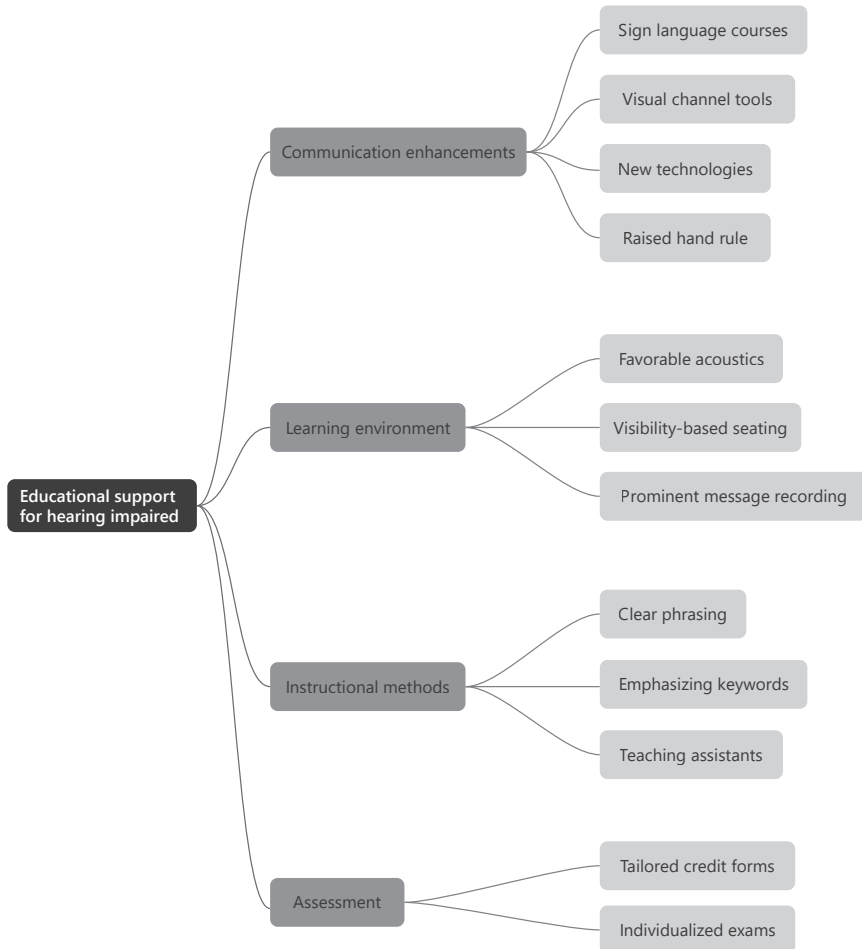 Educational support
for hearing impaired
Communication enhancements
Sign language courses
Visual channel tools
New technologies
Raised hand rule
Learning environment
Favorable acoustics
Visibility-based seating
Prominent message recording
Instructional methods
Clear phrasing
Emphasizing keywords
Teaching assistants
Assessment
Tailored credit forms
Individualized exams